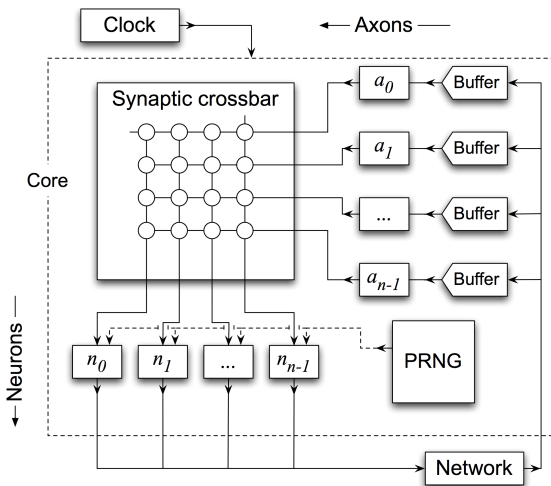 Clock
Axons
Synaptic crossbar
a0
Buffer
a1
Buffer
Core
...
Buffer
an-1
Buffer
Neurons
n0
n1
...
nn-1
PRNG
Network